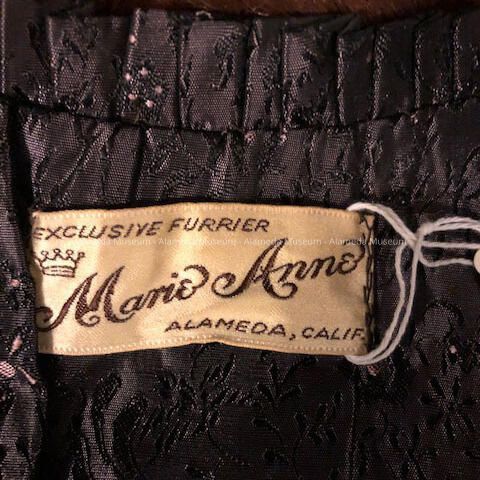 EXCLUSIVE FURRIER
Alameda Museum - Alameda Museum - Alameda Museum - Alameda Museum
Marie Anne
ALAMEDA, CALIF.